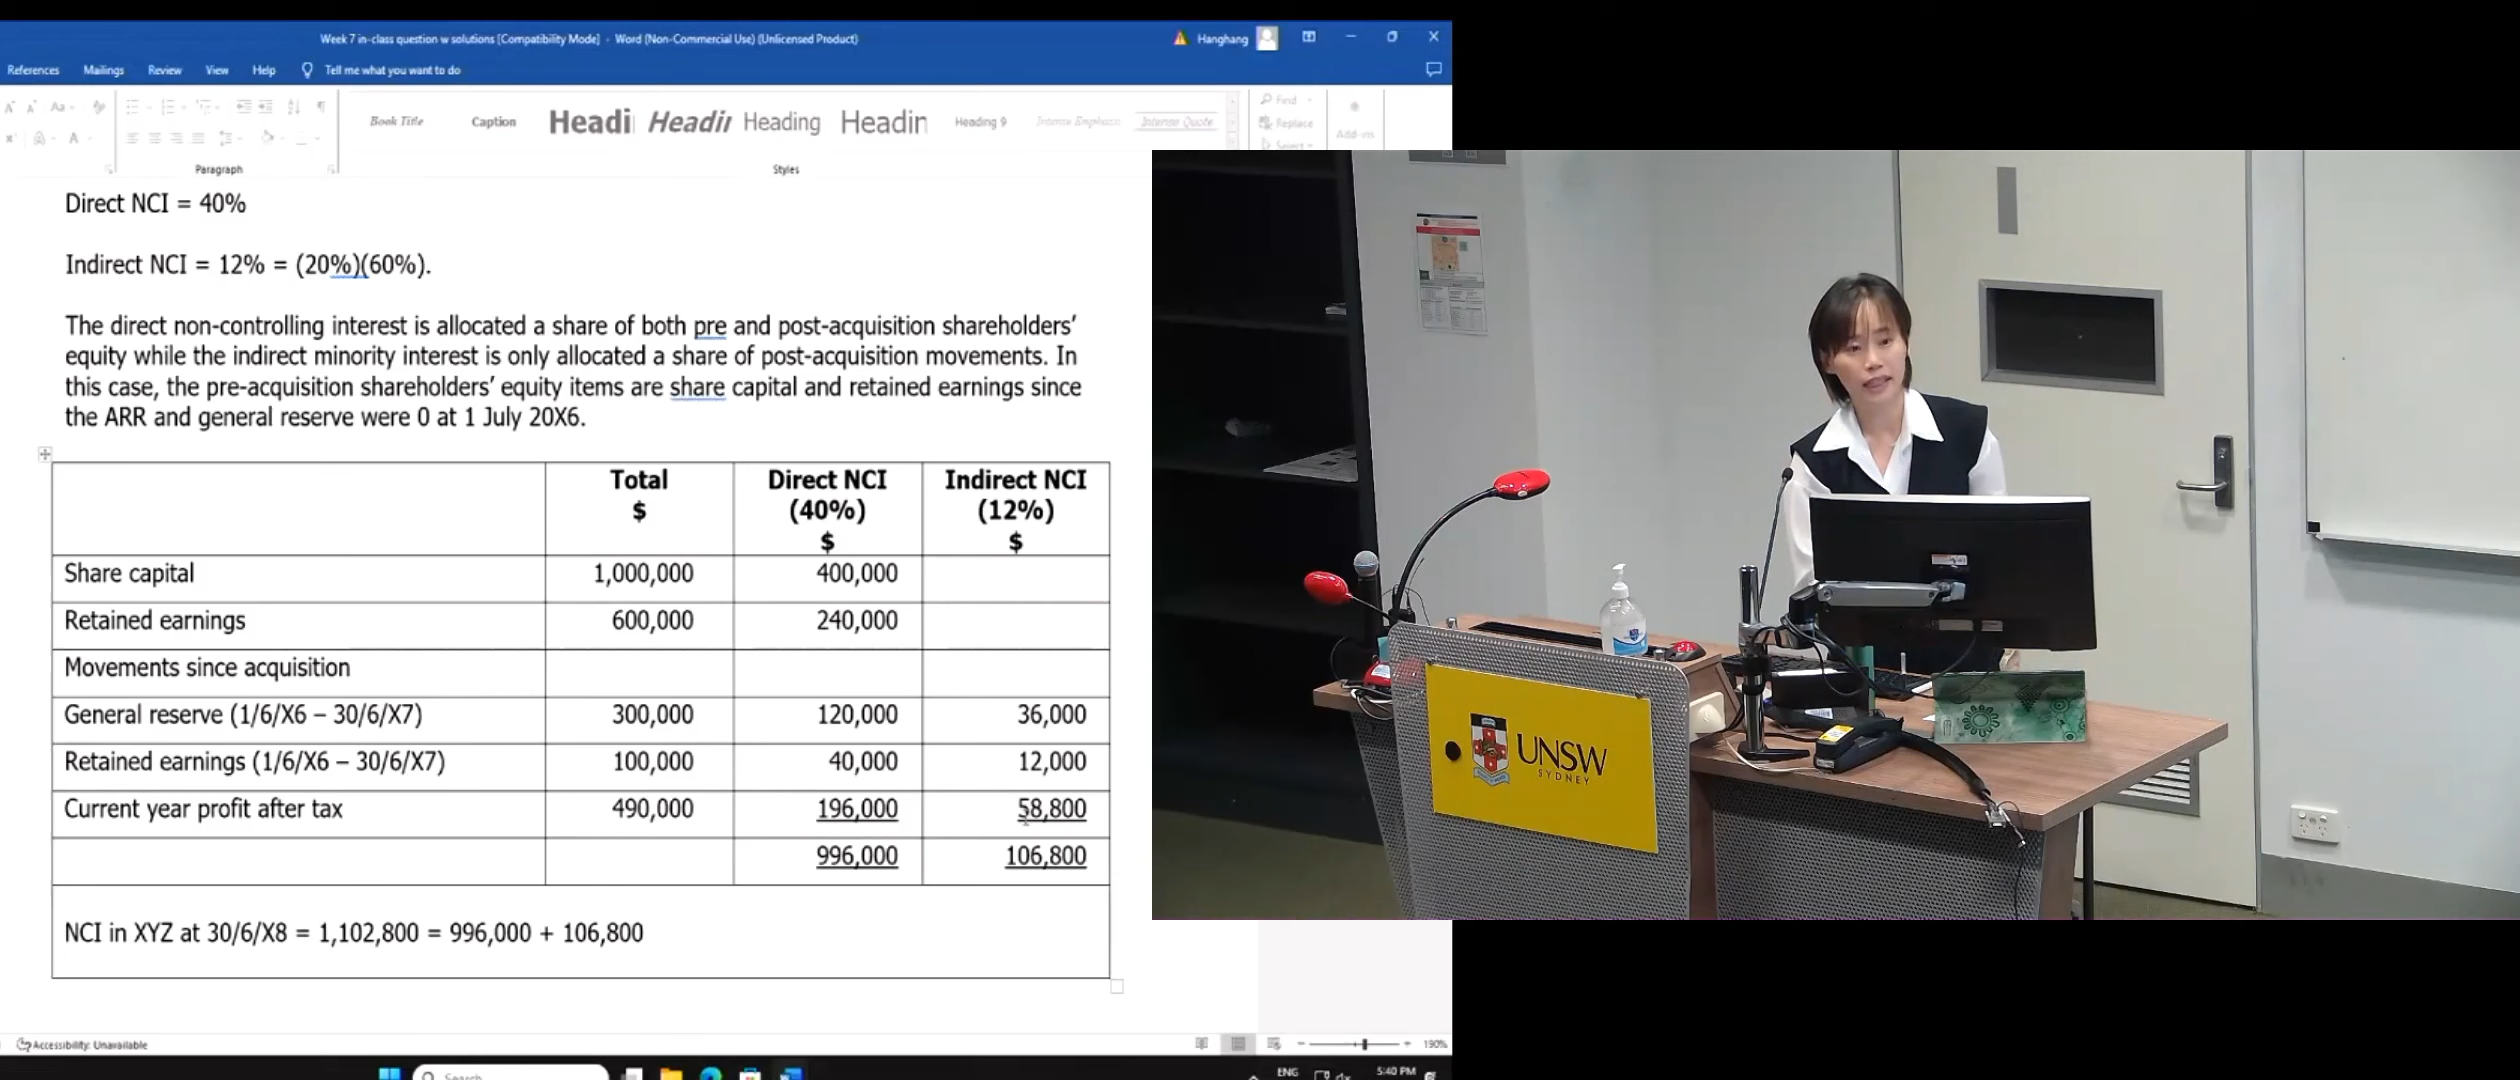 Week 7 in-class question w solutions [Compatibility Mode] - Word (Non-Commercial Use) (Unlicensed Product)
Hanghang
References Mailings Review View Help Tell me what you want to do
Book Title Caption Headi Headir Heading Headin Heading 9 Intense Emphasis Intense Quote
Find
Replace
Select
Add-ins
Paragraph
Styles
Direct NCI = 40%
Indirect NCI = 12% = (20%)(60%).
The direct non-controlling interest is allocated a share of both pre and post-acquisition shareholders'
equity while the indirect minority interest is only allocated a share of post-acquisition movements. In
this case, the pre-acquisition shareholders' equity items are share capital and retained earnings since
the ARR and general reserve were 0 at 1 July 20X6.
Total Direct NCI Indirect NCI
$ (40%) (12%)
$ $
Share capital 1,000,000 400,000
Retained earnings 600,000 240,000
Movements since acquisition
General reserve (1/6/X6 – 30/6/X7) 300,000 120,000 36,000
Retained earnings (1/6/X6 – 30/6/X7) 100,000 40,000 12,000
Current year profit after tax 490,000 196,000 58,800
996,000 106,800
NCI in XYZ at 30/6/X8 = 1,102,800 = 996,000 + 106,800
UNSW
SYDNEY
Accessibility: Unavailable
190%
Search
ENG
5:40 PM